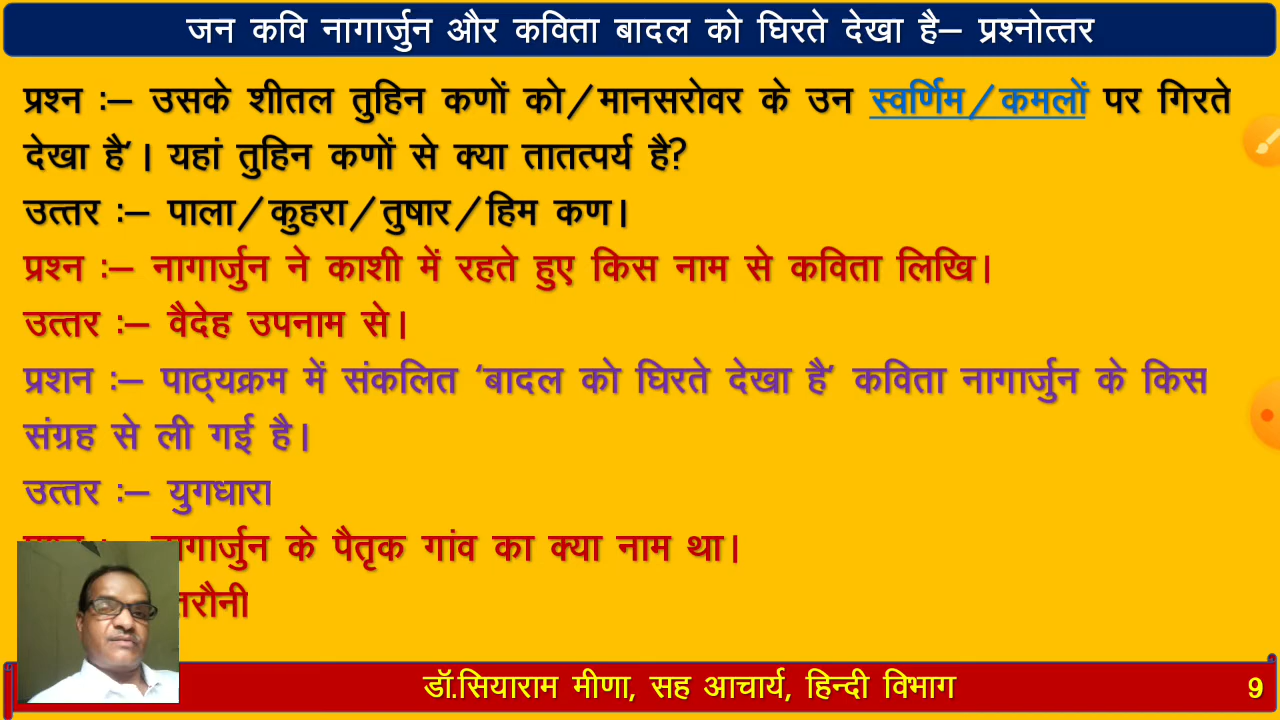 जन कवि नागार्जुन और कविता बादल को घिरते देखा है– प्रश्नोत्तर
प्रश्न :– उसके शीतल तुहिन कणों को/मानसरोवर के उन स्वर्णिम/कमलों पर गिरते
देखा है’। यहां तुहिन कणों से क्या तातत्पर्य है?
उत्तर :– पाला/कुहरा/तुषार/हिम कण।
प्रश्न :– नागार्जुन ने काशी में रहते हुए किस नाम से कविता लिखि।
उत्तर :– वैदेह उपनाम से।
प्रशन :– पाठ्यक्रम में संकलित ‘बादल को घिरते देखा है’ कविता नागार्जुन के किस
संग्रह से ली गई है।
उत्तर :– युगधारा
नागार्जुन के पैतृक गांव का क्या नाम था।
तरौनी
डॉ.सियाराम मीणा, सह आचार्य, हिन्दी विभाग
9